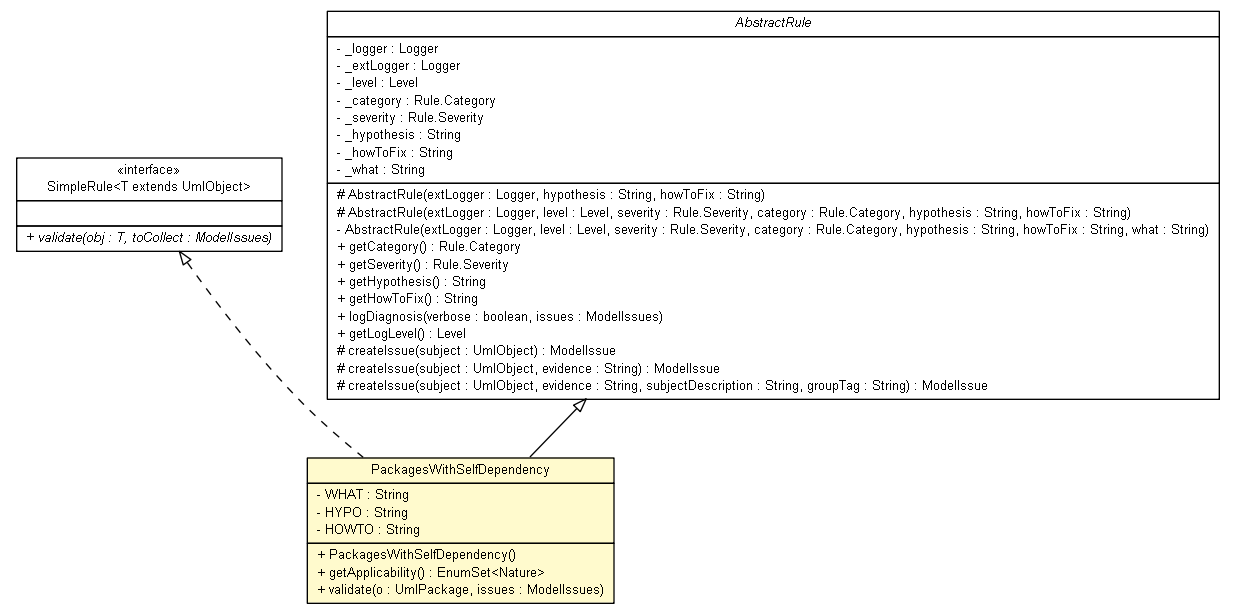 AbstractRule
- _logger : Logger
- _extLogger : Logger
- _level : Level
- _category : Rule.Category
- _severity : Rule.Severity
- _hypothesis : String
- _howToFix : String
- _what : String
# AbstractRule(extLogger : Logger, hypothesis : String, howToFix : String)
# AbstractRule(extLogger : Logger, level : Level, severity : Rule.Severity, category : Rule.Category, hypothesis : String, howToFix : String)
- AbstractRule(extLogger : Logger, level : Level, severity : Rule.Severity, category : Rule.Category, hypothesis : String, howToFix : String, what : String)
+ getCategory() : Rule.Category
+ getSeverity() : Rule.Severity
+ getHypothesis() : String
+ getHowToFix() : String
+ logDiagnosis(verbose : boolean, issues : ModelIssues)
+ getLogLevel() : Level
# createIssue(subject : UmlObject) : ModelIssue
# createIssue(subject : UmlObject, evidence : String) : ModelIssue
# createIssue(subject : UmlObject, evidence : String, subjectDescription : String, groupTag : String) : ModelIssue
«interface»
SimpleRule<T extends UmlObject>
+ validate(obj : T, toCollect : ModelIssues)
PackagesWithSelfDependency
- WHAT : String
- HYPO : String
- HOWTO : String
+ PackagesWithSelfDependency()
+ getApplicability() : EnumSet<Nature>
+ validate(o : UmlPackage, issues : ModelIssues)